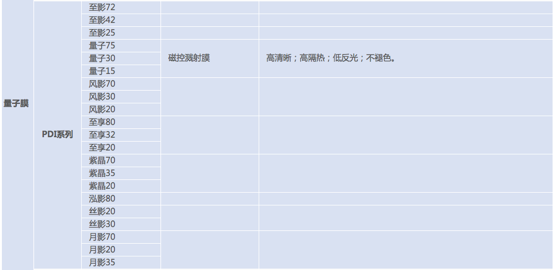 至影72
至影42
至影25
量子75
量子30 磁控溅射膜 高清晰；高隔热；低反光；不褪色。
量子15
风影70
风影30
量子膜
风影20
至享80
PDI系列 至享32
至享20
紫晶70
紫晶35
紫晶20
泓影80
丝影20
丝影30
月影70
月影20
月影35